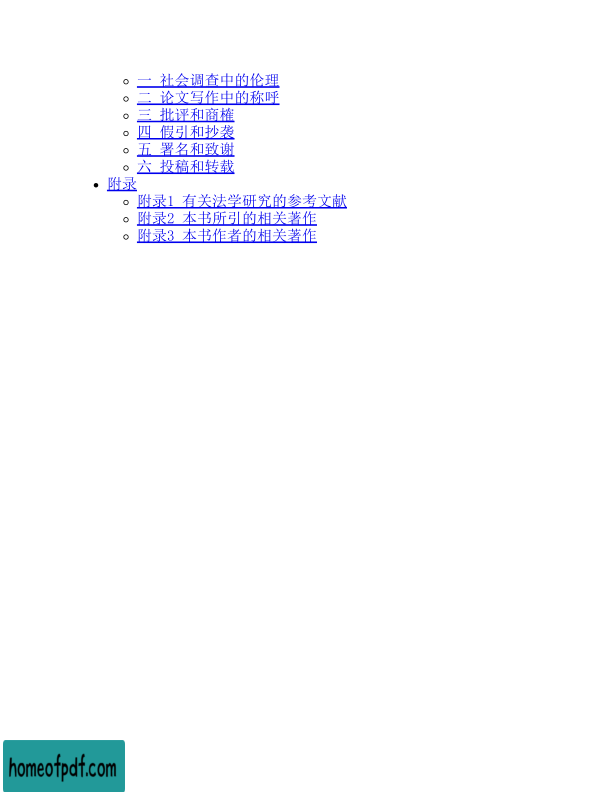 一 社会调查中的伦理
二 论文写作中的称呼
三 批评和商榷
四 假引和抄袭
五 署名和致谢
六 投稿和转载
附录
附录1 有关法学研究的参考文献
附录2 本书所引的相关著作
附录3 本书作者的相关著作
homeofpdf.com